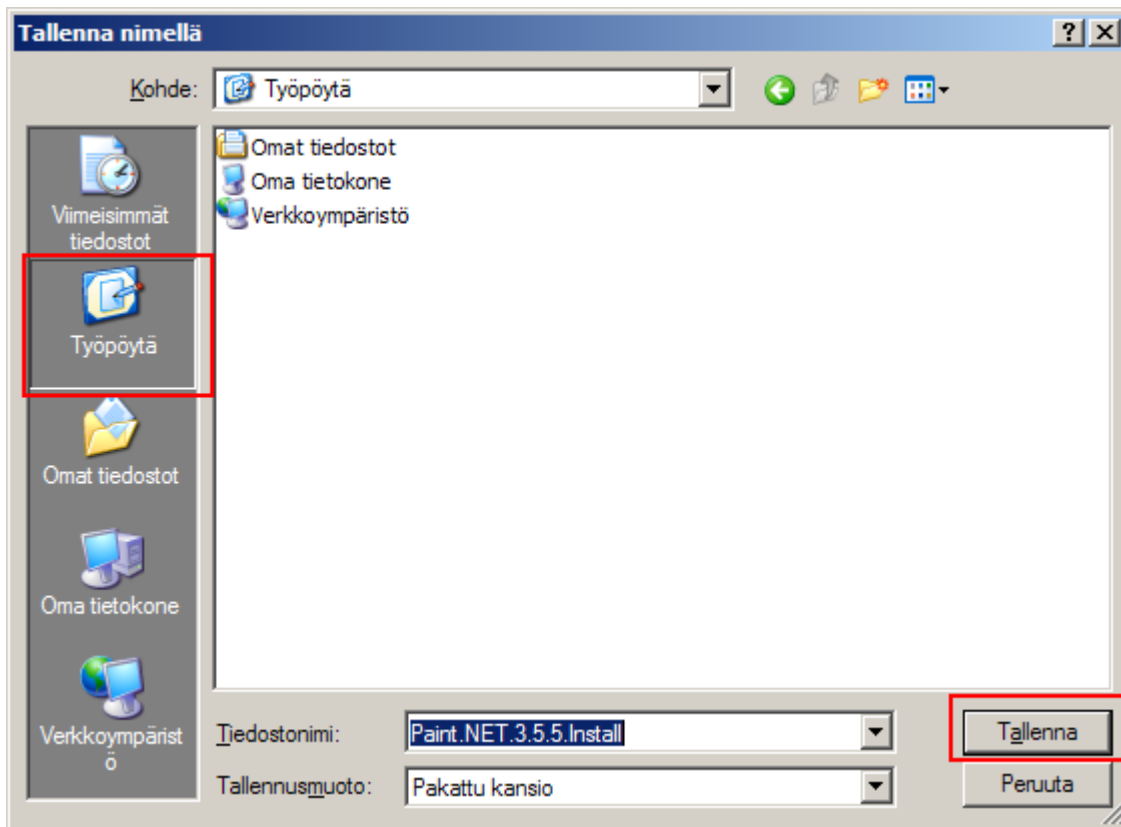 Tallenna nimellä
Kohde:
Työpöytä
Viimeisimmät
tiedostot
Työpöytä
Omat tiedostot
Oma tietokone
Verkkoympärist
ö
Omat tiedostot
Oma tietokone
Verkkoympäristö
Tiedostonimi:
Paint.NET.3.5.5.Install
Tallenna
Tallennusmuoto:
Pakattu kansio
Peruuta